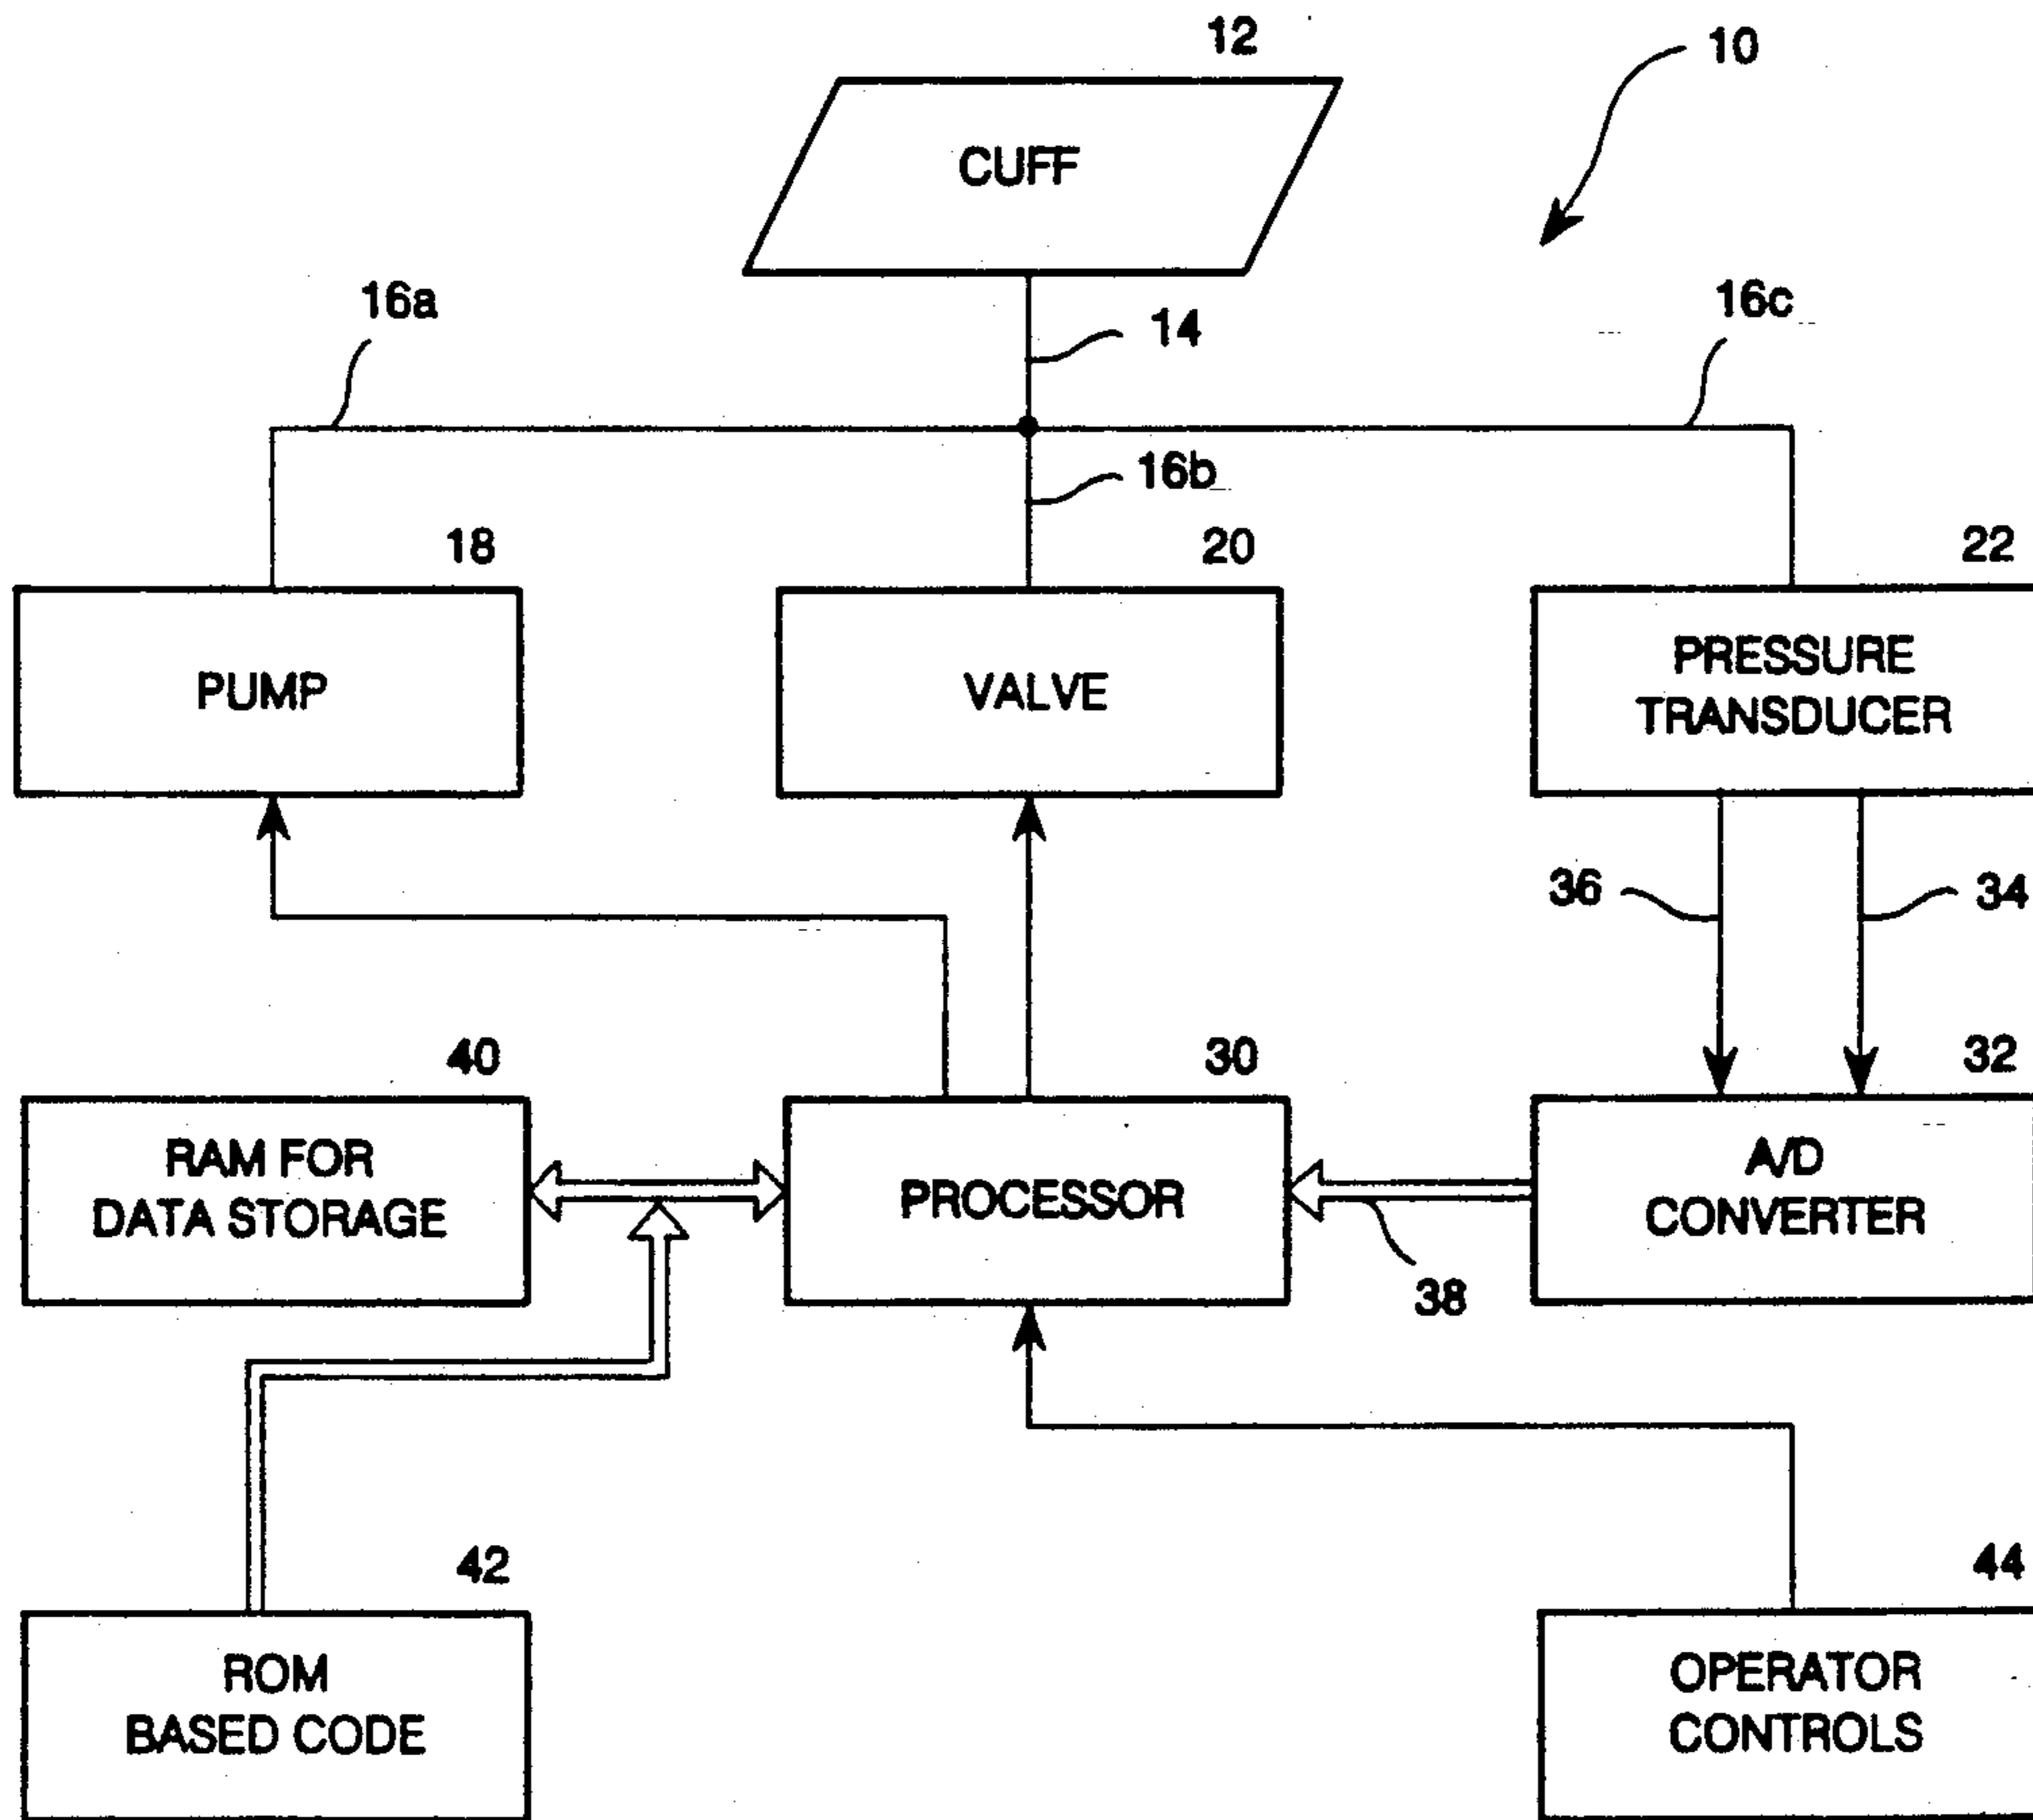 12
10
CUFF
16a
14
16c
16b
18
20
22
PUMP
VALVE
PRESSURE
TRANSDUCER
36
34
40
30
32
RAM FOR
DATA STORAGE
PROCESSOR
A/D
CONVERTER
38
42
44
ROM
BASED CODE
OPERATOR
CONTROLS